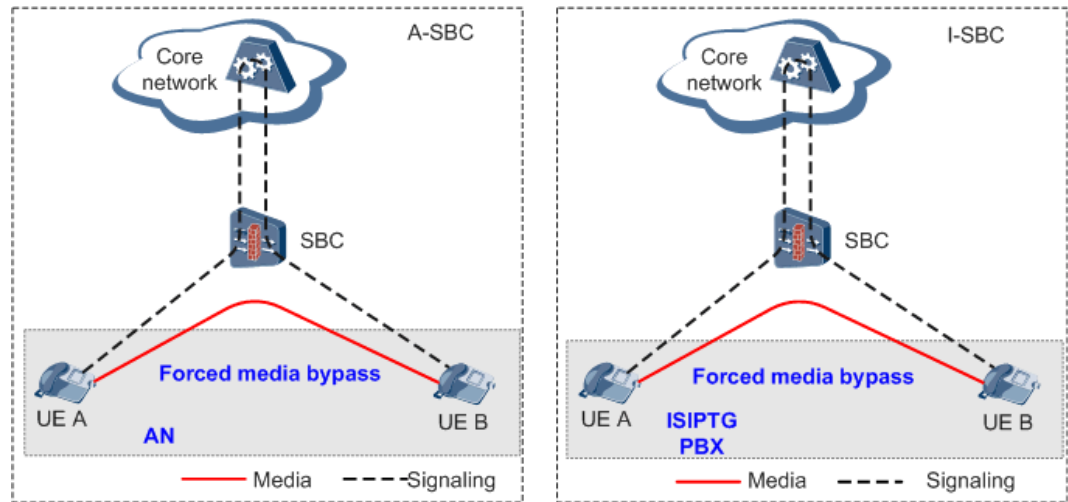 A-SBC
Core
network
SBC
Forced media bypass
UE A
UE B
AN
Media
Signaling
I-SBC
Core
network
SBC
Forced media bypass
UE A
UE B
ISIPTG
PBX
Media
Signaling